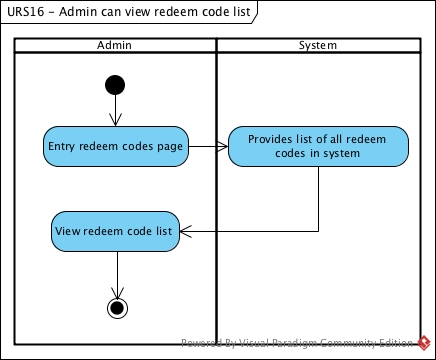 URS16 - Admin can view redeem code list
Admin
System
Entry redeem codes page
Provides list of all redeem
codes in system
View redeem code list
Powered By Visual Paradigm Community Edition